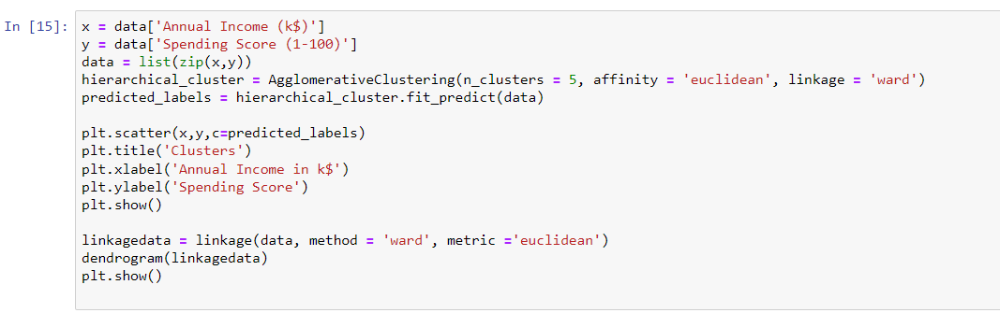 In [15]: x = data['Annual Income (k$)']
y = data['Spending Score (1-100)']
data = list(zip(x,y))
hierarchical_cluster = AgglomerativeClustering(n_clusters = 5, affinity = 'euclidean', linkage = 'ward')
predicted_labels = hierarchical_cluster.fit_predict(data)

plt.scatter(x,y,c=predicted_labels)
plt.title('Clusters')
plt.xlabel('Annual Income in k$')
plt.ylabel('Spending Score')
plt.show()

linkagedata = linkage(data, method = 'ward', metric ='euclidean')
dendrogram(linkagedata)
plt.show()